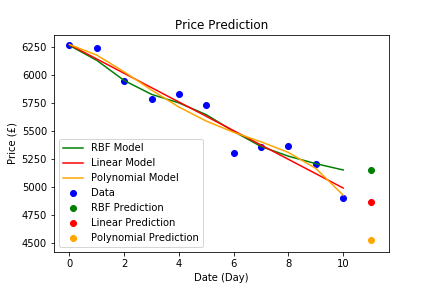 Price Prediction
Price (£)
6250
6000
5750
5500
5250
5000
4750
4500
RBF Model
Linear Model
Polynomial Model
Data
RBF Prediction
Linear Prediction
Polynomial Prediction
0 2 4 6 8 10
Date (Day)